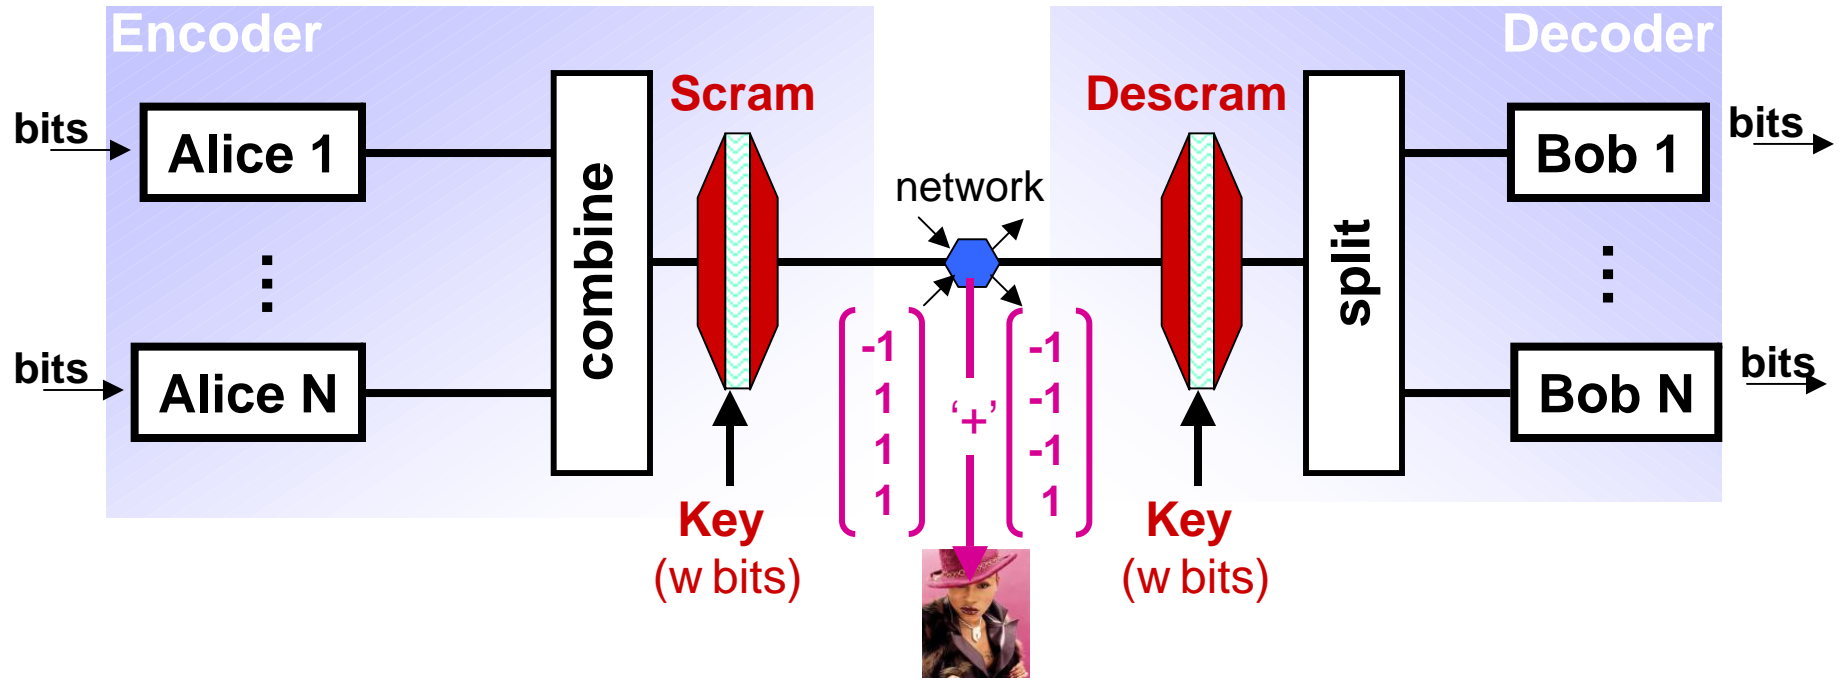 Encoder
Decoder
Scram
Descram
bits
Alice 1
Bob 1
bits
combine
network
split
⋮
⋮
bits
Alice N
Bob N
bits
-1
1
1
1
‘+’
-1
-1
-1
1
Key
(w bits)
Key
(w bits)